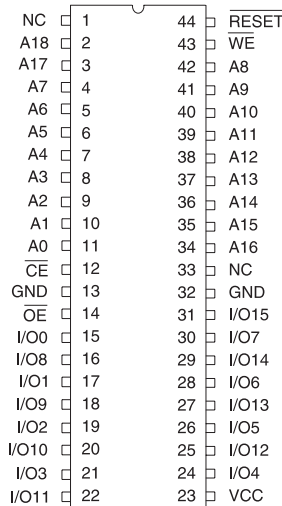 NC 1 44 RESET
A18 2 43 WE
A17 3 42 A8
A7 4 41 A9
A6 5 40 A10
A5 6 39 A11
A4 7 38 A12
A3 8 37 A13
A2 9 36 A14
A1 10 35 A15
A0 11 34 A16
CE 12 33 NC
GND 13 32 GND
OE 14 31 I/O15
I/O0 15 30 I/O7
I/O8 16 29 I/O14
I/O1 17 28 I/O6
I/O9 18 27 I/O13
I/O2 19 26 I/O5
I/O10 20 25 I/O12
I/O3 21 24 I/O4
I/O11 22 23 VCC